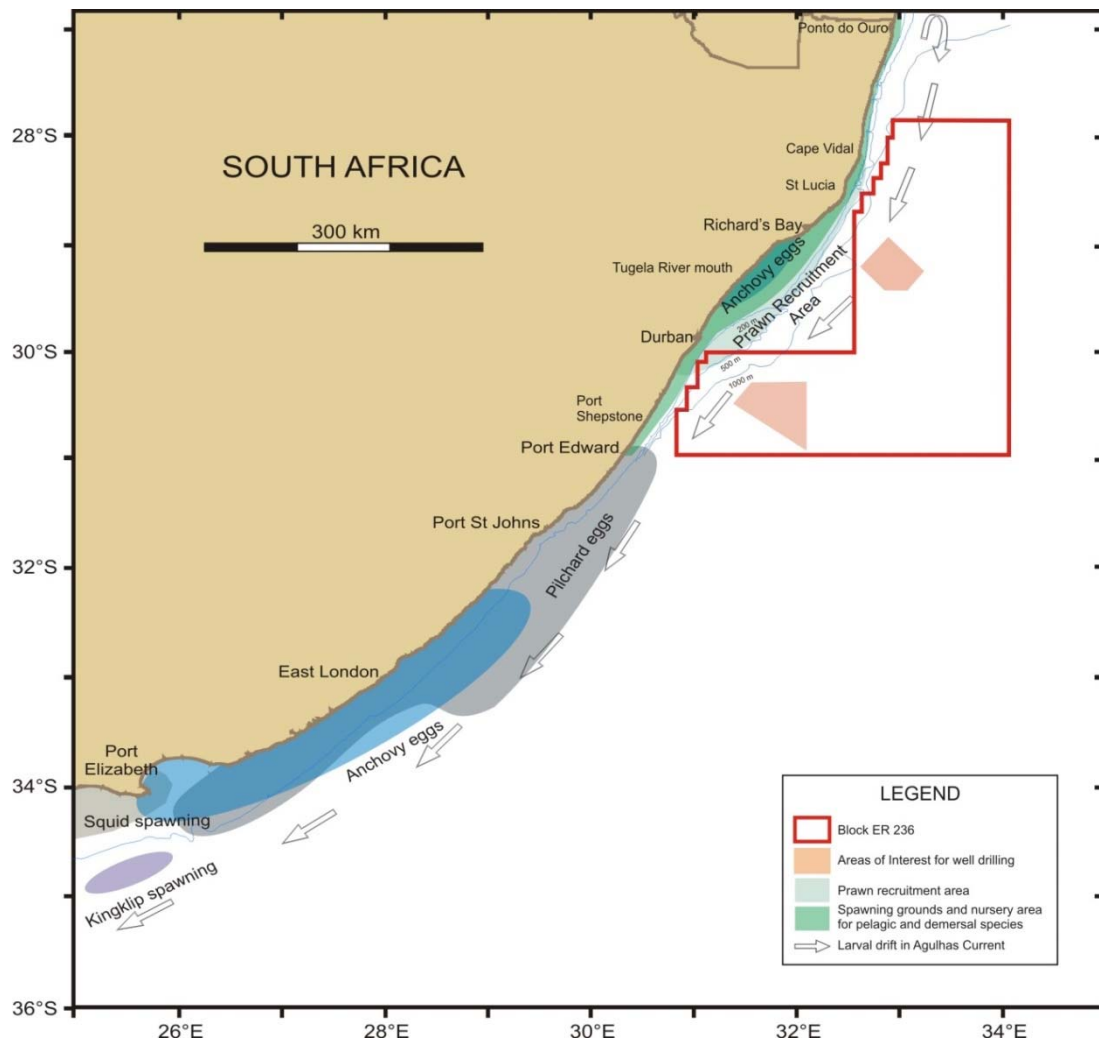 Ponto do Ouro
28°S
Cape Vidal
SOUTH AFRICA
St Lucia
300 km
Richard's Bay
Tugela River mouth
Anchovy eggs
Prawn Recruitment
Area
200 m
Durban
30°S
500 m
1000 m
Port
Shepstone
Port Edward
Port St Johns
Pilchard eggs
32°S
East London
Anchovy eggs
Port
Elizabeth
34°S
Squid spawning
Kingklip spawning
LEGEND
Block ER 236
Areas of Interest for well drilling
Prawn recruitment area
Spawning grounds and nursery area
for pelagic and demersal species
Larval drift in Agulhas Current
36°S
26°E
28°E
30°E
32°E
34°E